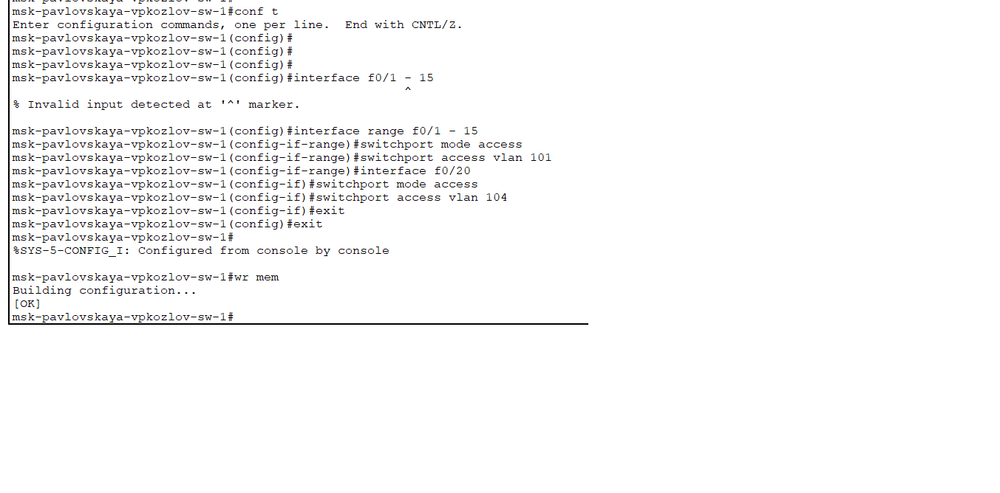 msk-pavlovskaya-vpkozlov-sw-1#
msk-pavlovskaya-vpkozlov-sw-1#conf t
Enter configuration commands, one per line.  End with CNTL/Z.
msk-pavlovskaya-vpkozlov-sw-1(config)#
msk-pavlovskaya-vpkozlov-sw-1(config)#
msk-pavlovskaya-vpkozlov-sw-1(config)#
msk-pavlovskaya-vpkozlov-sw-1(config)#interface f0/1 - 15
^
% Invalid input detected at '^' marker.
msk-pavlovskaya-vpkozlov-sw-1(config)#interface range f0/1 - 15
msk-pavlovskaya-vpkozlov-sw-1(config-if-range)#switchport mode access
msk-pavlovskaya-vpkozlov-sw-1(config-if-range)#switchport access vlan 101
msk-pavlovskaya-vpkozlov-sw-1(config-if-range)#interface f0/20
msk-pavlovskaya-vpkozlov-sw-1(config-if)#switchport mode access
msk-pavlovskaya-vpkozlov-sw-1(config-if)#switchport access vlan 104
msk-pavlovskaya-vpkozlov-sw-1(config-if)#exit
msk-pavlovskaya-vpkozlov-sw-1(config)#exit
msk-pavlovskaya-vpkozlov-sw-1#
%SYS-5-CONFIG_I: Configured from console by console
msk-pavlovskaya-vpkozlov-sw-1#wr mem
Building configuration...
[OK]
msk-pavlovskaya-vpkozlov-sw-1#